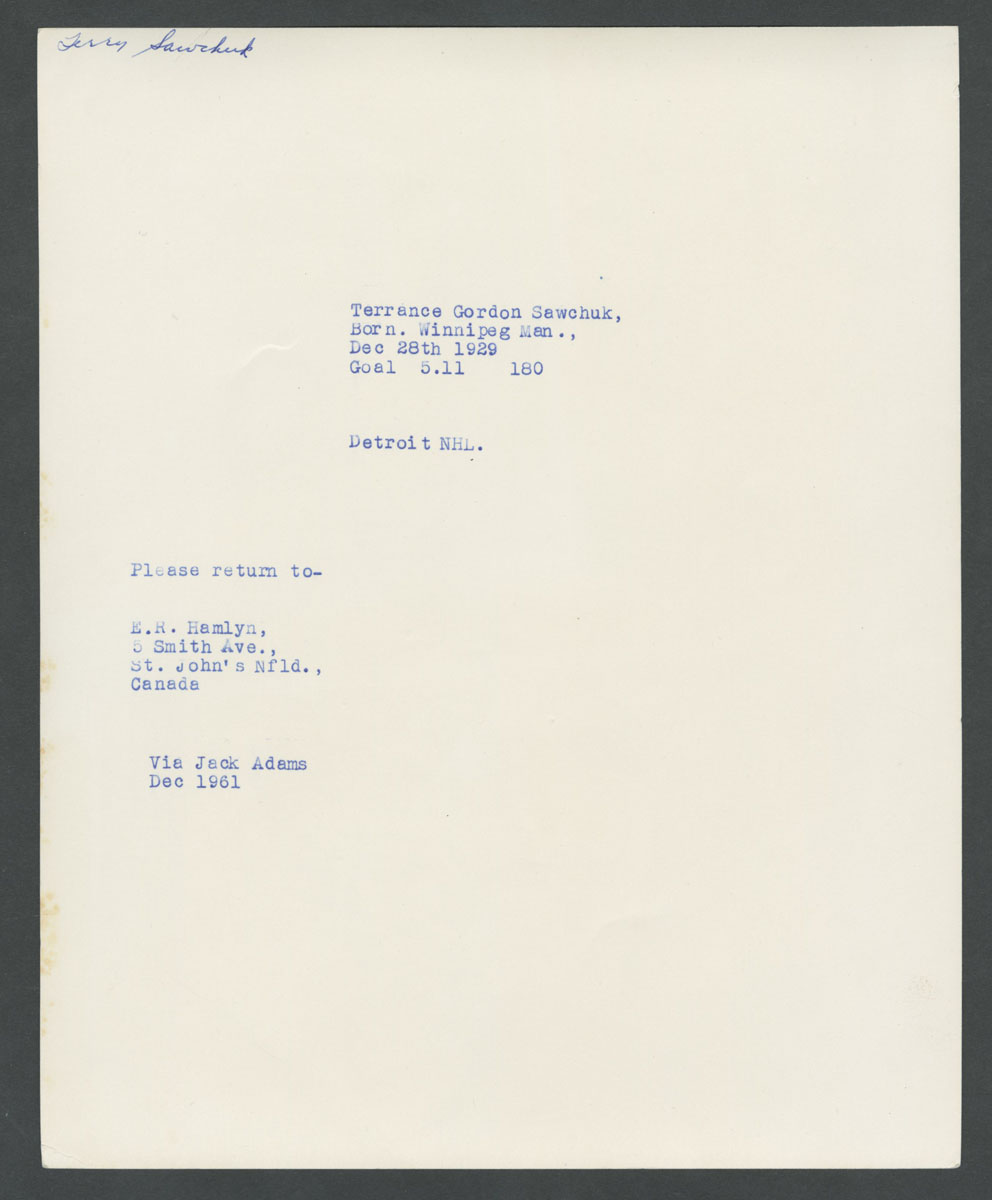 Terry Sawchuk
Terrance Gordon Sawchuk,
Born. Winnipeg Man.,
Dec 28th 1929
Goal 5.11 180
Detroit NHL.
Please return to-
E.R. Hamlyn,
5 Smith Ave.,
St. John's Nfld.,
Canada
Via Jack Adams
Dec 1961